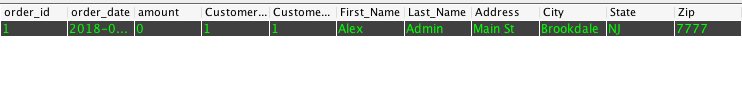 order_id order_date amount Customer... Custome... First_Name Last_Name Address City State Zip
1 2018-0... 0 1 1 Alex Admin Main St Brookdale NJ 7777